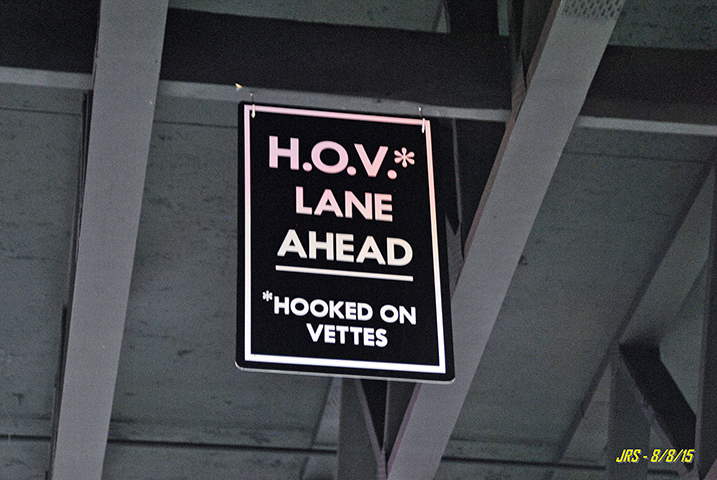 H.O.V.*
LANE
AHEAD
*HOOKED ON
VETTES
JRS - 8/8/15